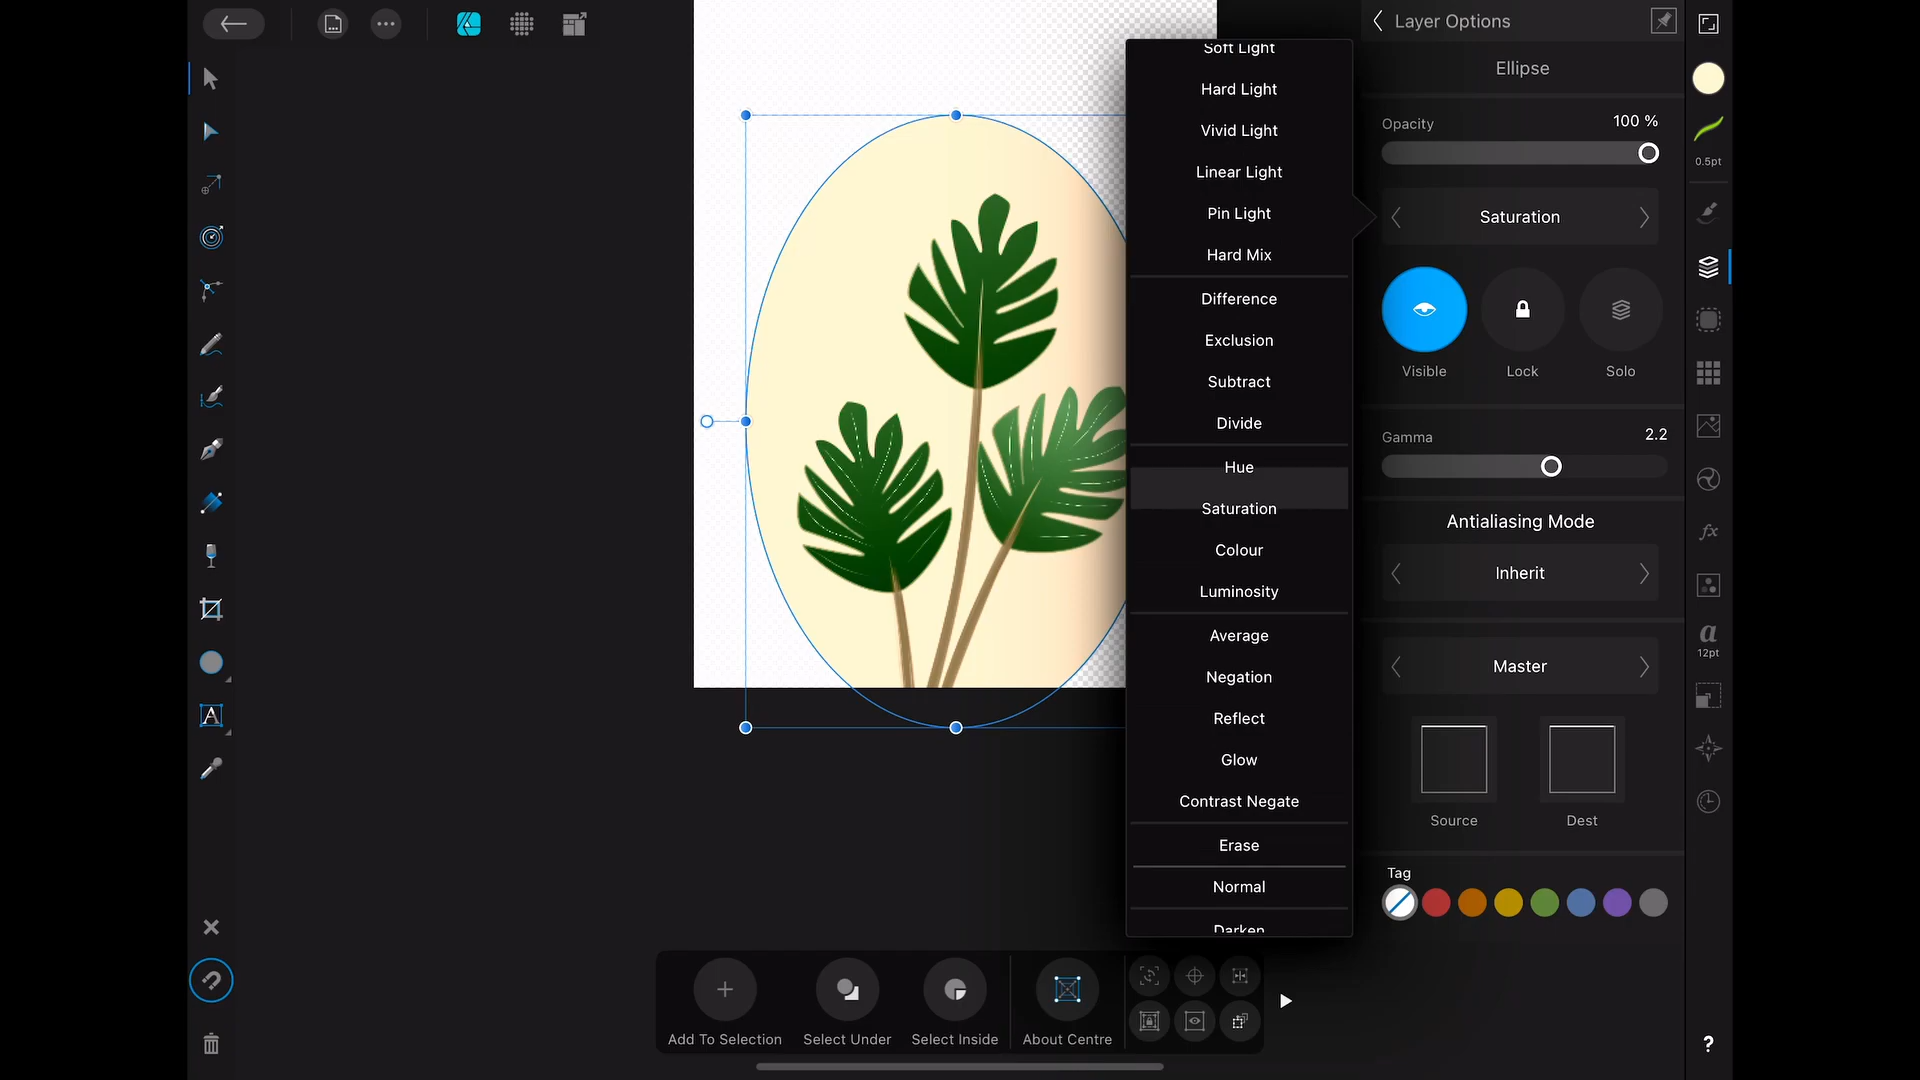 Layer Options
Ellipse
Opacity
100 %
0.5pt
Saturation
Visible
Lock
Solo
Gamma
2.2
Antialiasing Mode
Inherit
a
12pt
Master
Source
Dest
Tag
Soft Light
Hard Light
Vivid Light
Linear Light
Pin Light
Hard Mix
Difference
Exclusion
Subtract
Divide
Hue
Saturation
Colour
Luminosity
Average
Negation
Reflect
Glow
Contrast Negate
Erase
Normal
Darken
fx
A
Add To Selection
Select Under
Select Inside
About Centre
?